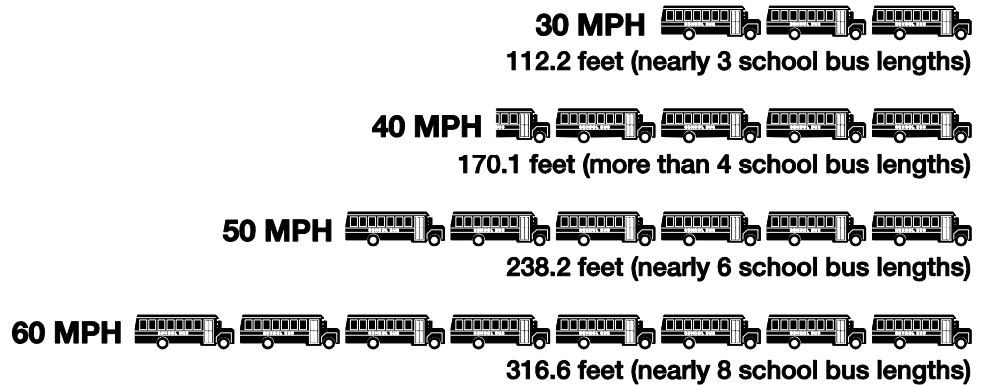 30 MPH
112.2 feet (nearly 3 school bus lengths)
40 MPH
170.1 feet (more than 4 school bus lengths)
50 MPH
238.2 feet (nearly 6 school bus lengths)
60 MPH
316.6 feet (nearly 8 school bus lengths)